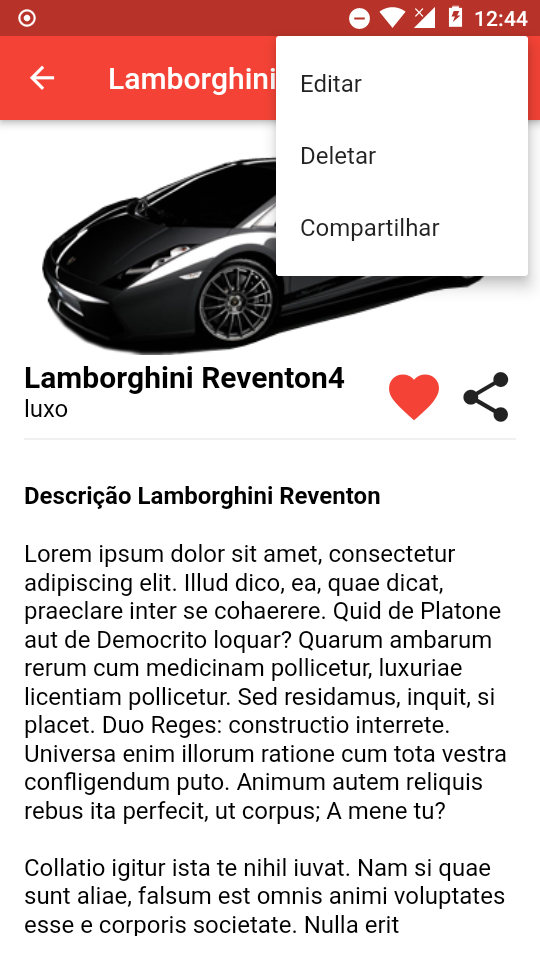 12:44
Lamborghini
Editar
Deletar
Compartilhar
Lamborghini Reventon4
luxo
Descrição Lamborghini Reventon
Lorem ipsum dolor sit amet, consectetur
adipiscing elit. Illud dico, ea, quae dicat,
praeclare inter se cohaerere. Quid de Platone
aut de Democrito loquar? Quarum ambarum
rerum cum medicinam pollicetur, luxuriae
licentiam pollicetur. Sed residamus, inquit, si
placet. Duo Reges: constructio interrete.
Universa enim illorum ratione cum tota vestra
confligendum puto. Animum autem reliquis
rebus ita perfecit, ut corpus; A mene tu?
Collatio igitur ista te nihil iuvat. Nam si quae
sunt aliae, falsum est omnis animi voluptates
esse e corporis societate. Nulla erit